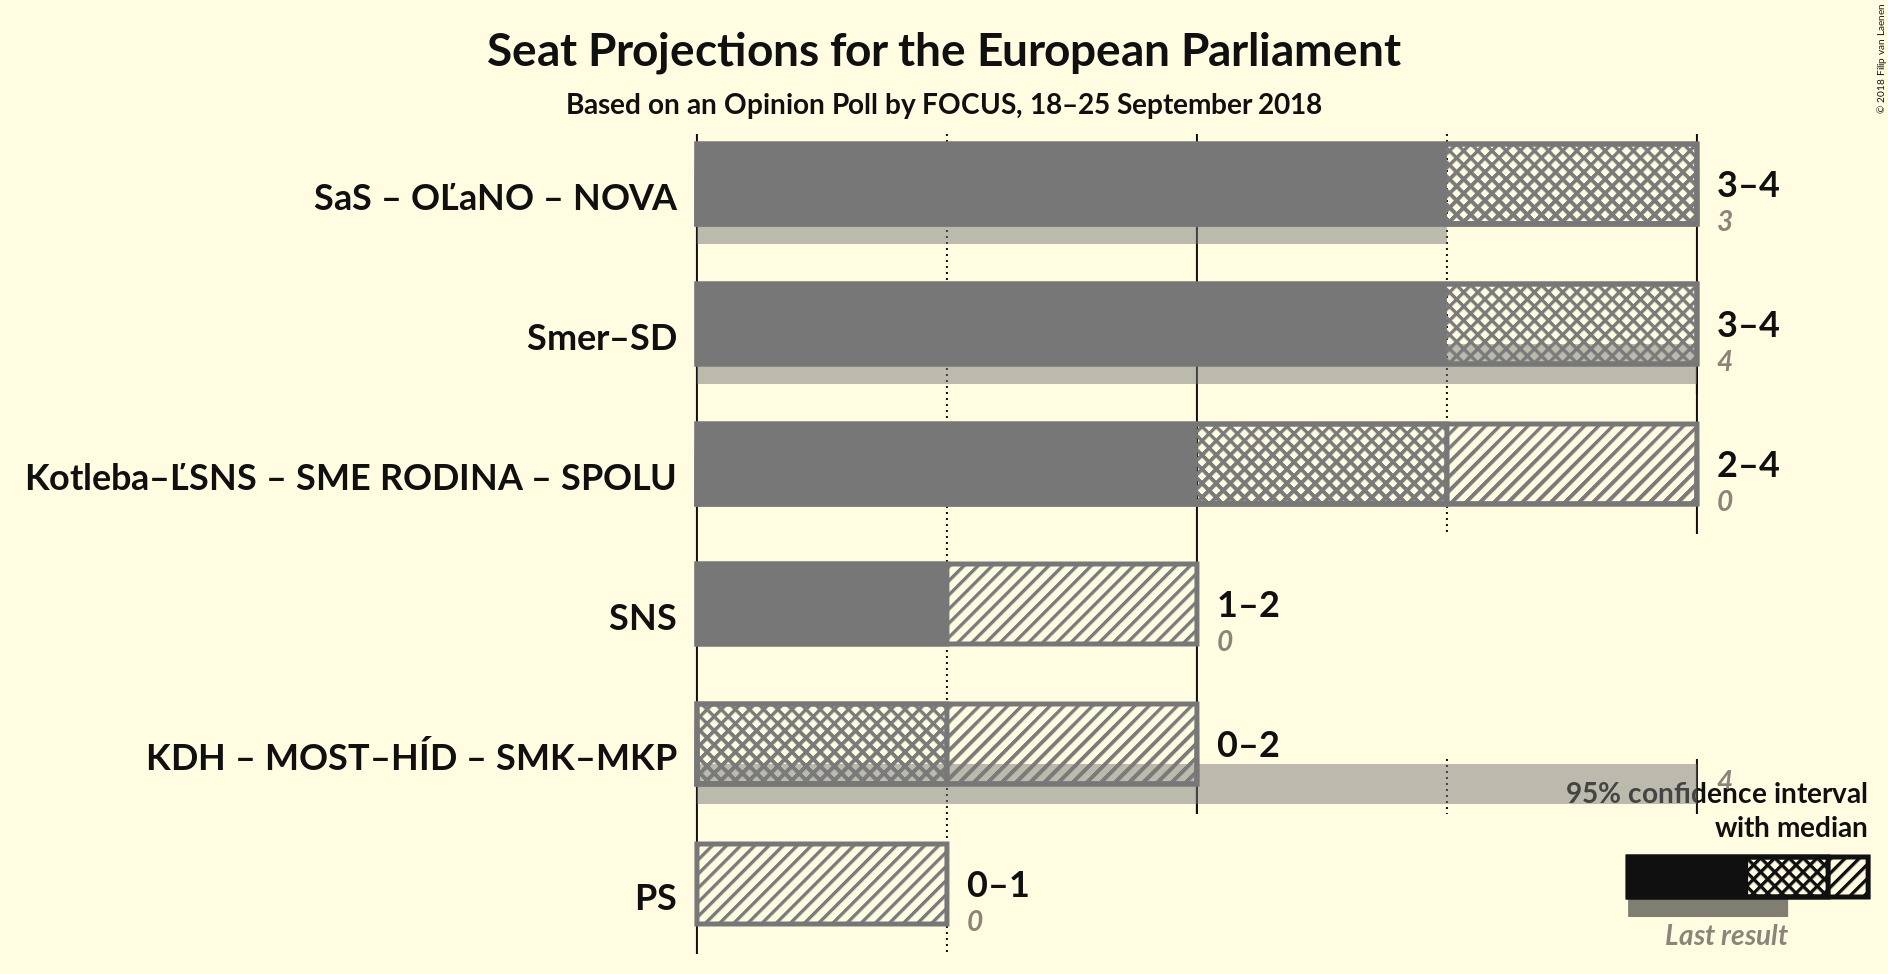 Seat Projections for the European Parliament
Based on an Opinion Poll by FOCUS, 18–25 September 2018
© 2018 Filip van Laenen
SaS – OĽaNO – NOVA
3–4
3
Smer–SD
3–4
4
Kotleba–ĽSNS – SME RODINA – SPOLU
2–4
0
SNS
1–2
0
KDH – MOST–HÍD – SMK–MKP
0–2
4
PS
0–1
0
95% confidence interval
with median
Last result